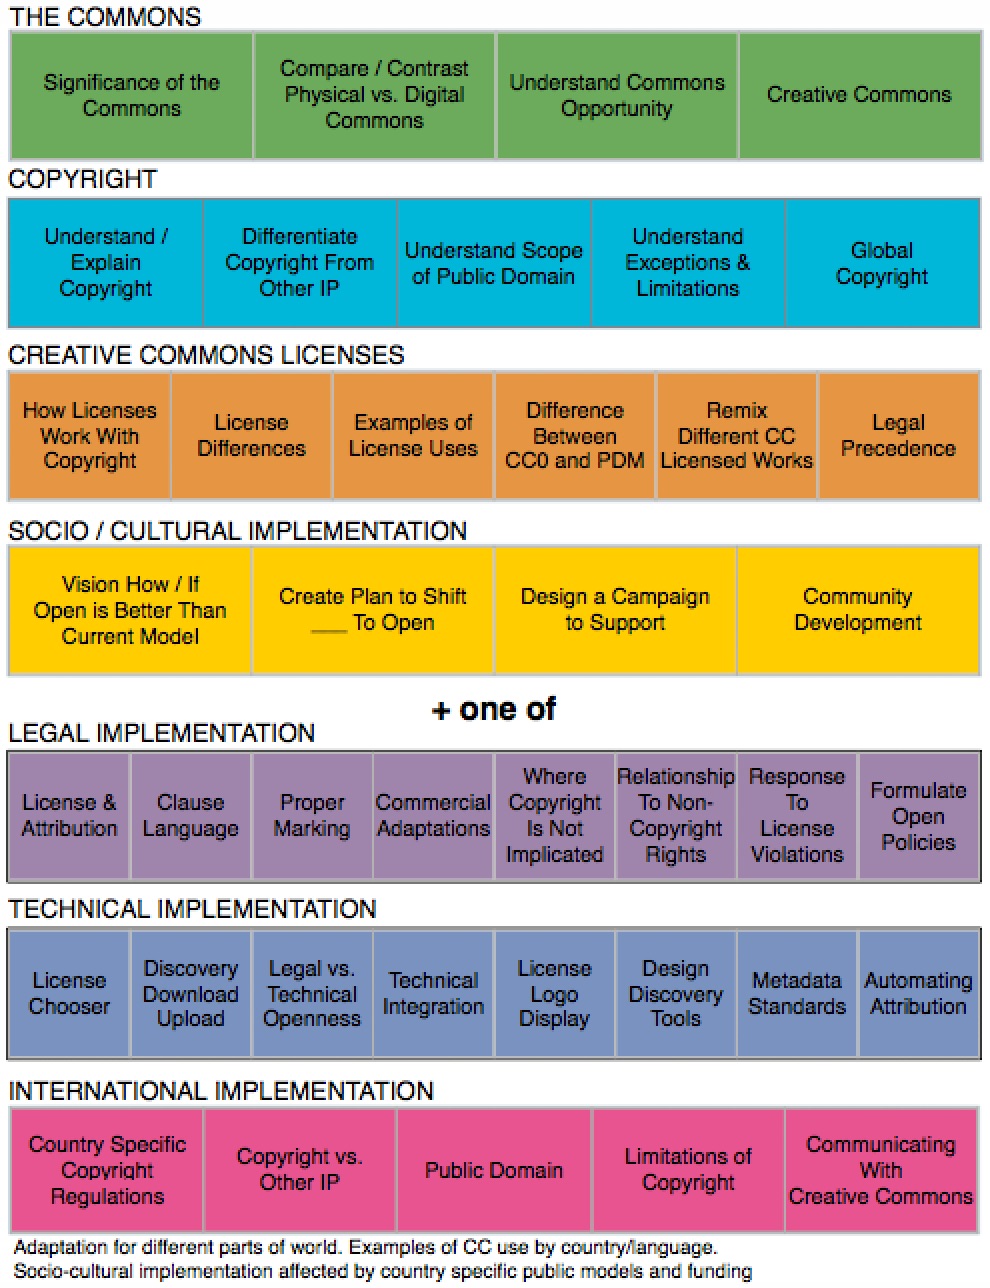 THE COMMONS
Significance of the
Commons
Compare / Contrast
Physical vs. Digital
Commons
Understand Commons
Opportunity
Creative Commons
COPYRIGHT
Understand /
Explain
Copyright
Differentiate
Copyright From
Other IP
Understand Scope
of Public Domain
Understand
Exceptions &
Limitations
Global
Copyright
CREATIVE COMMONS LICENSES
How Licenses
Work With
Copyright
License
Differences
Examples of
License Uses
Difference
Between
CC0 and PDM
Remix
Different CC
Licensed Works
Legal
Precedence
SOCIO / CULTURAL IMPLEMENTATION
Vision How / If
Open is Better Than
Current Model
Create Plan to Shift
___ To Open
Design a Campaign
to Support
Community
Development
+ one of
LEGAL IMPLEMENTATION
License &
Attribution
Clause
Language
Proper
Marking
Commercial
Adaptations
Where
Copyright
Is Not
Implicated
Relationship
To Non-
Copyright
Rights
Response
To
License
Violations
Formulate
Open
Policies
TECHNICAL IMPLEMENTATION
License
Chooser
Discovery
Download
Upload
Legal vs.
Technical
Openness
Technical
Integration
License
Logo
Display
Design
Discovery
Tools
Metadata
Standards
Automating
Attribution
INTERNATIONAL IMPLEMENTATION
Country Specific
Copyright
Regulations
Copyright vs.
Other IP
Public Domain
Limitations of
Copyright
Communicating
With
Creative Commons
Adaptation for different parts of world. Examples of CC use by country/language.
Socio-cultural implementation affected by country specific public models and funding